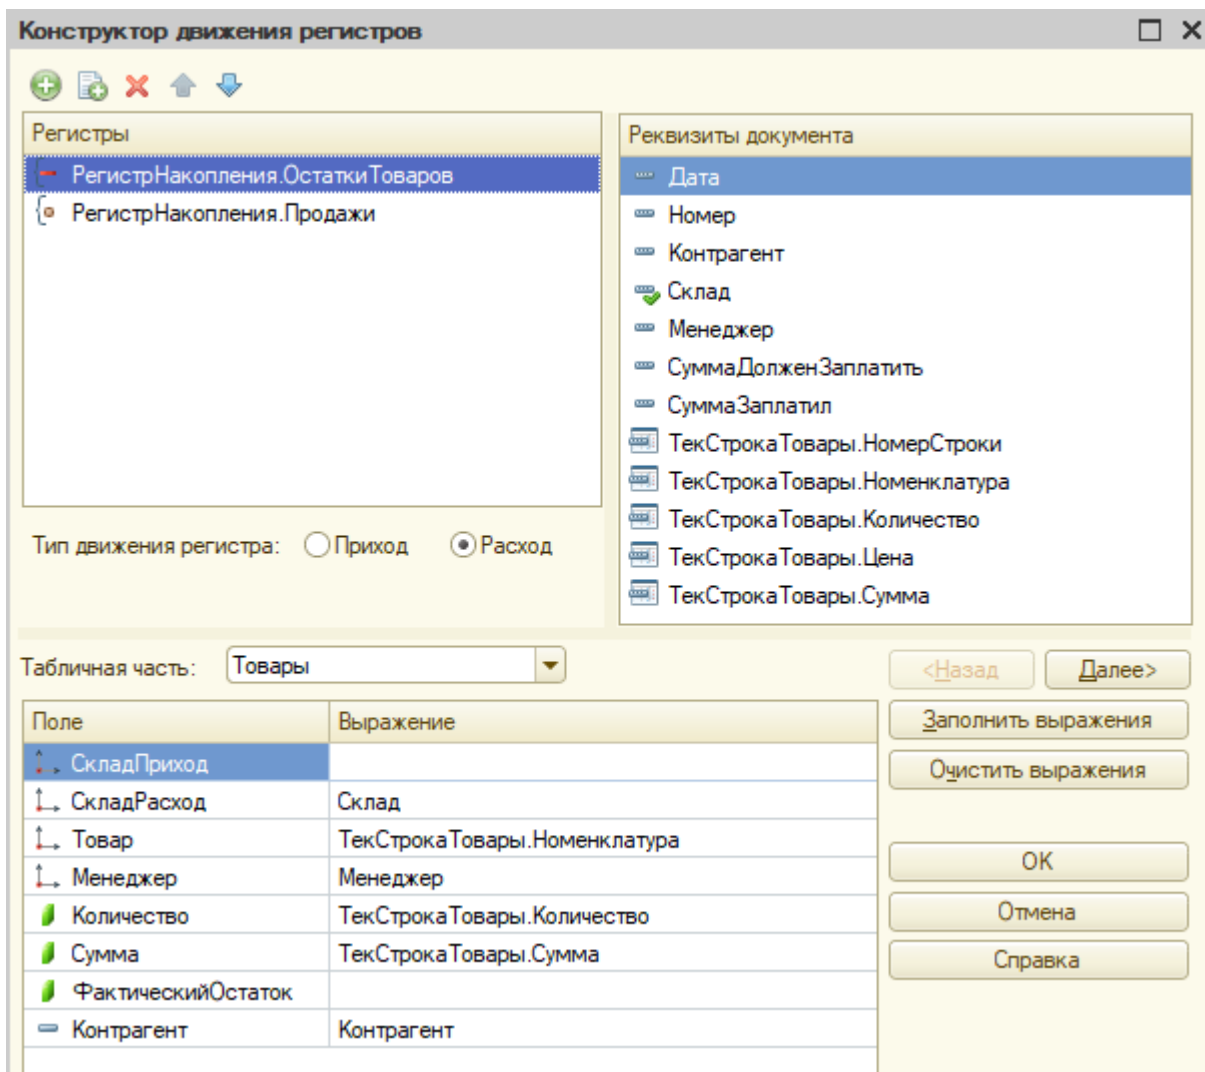 Конструктор движения регистров
Регистры
РегистрНакопления.ОстаткиТоваров
РегистрНакопления.Продажи
Тип движения регистра: Приход Расход
Реквизиты документа
Дата
Номер
Контрагент
Склад
Менеджер
СуммаДолженЗаплатить
СуммаЗаплатил
ТекСтрокаТовары.НомерСтроки
ТекСтрокаТовары.Номенклатура
ТекСтрокаТовары.Количество
ТекСтрокаТовары.Цена
ТекСтрокаТовары.Сумма
Табличная часть: Товары
<Назад Далее>
Поле Выражение
СкладПриход
СкладРасход Склад
Товар ТекСтрокаТовары.Номенклатура
Менеджер Менеджер
Количество ТекСтрокаТовары.Количество
Сумма ТекСтрокаТовары.Сумма
ФактическийОстаток
Контрагент Контрагент
Заполнить выражения
Очистить выражения
ОК
Отмена
Справка